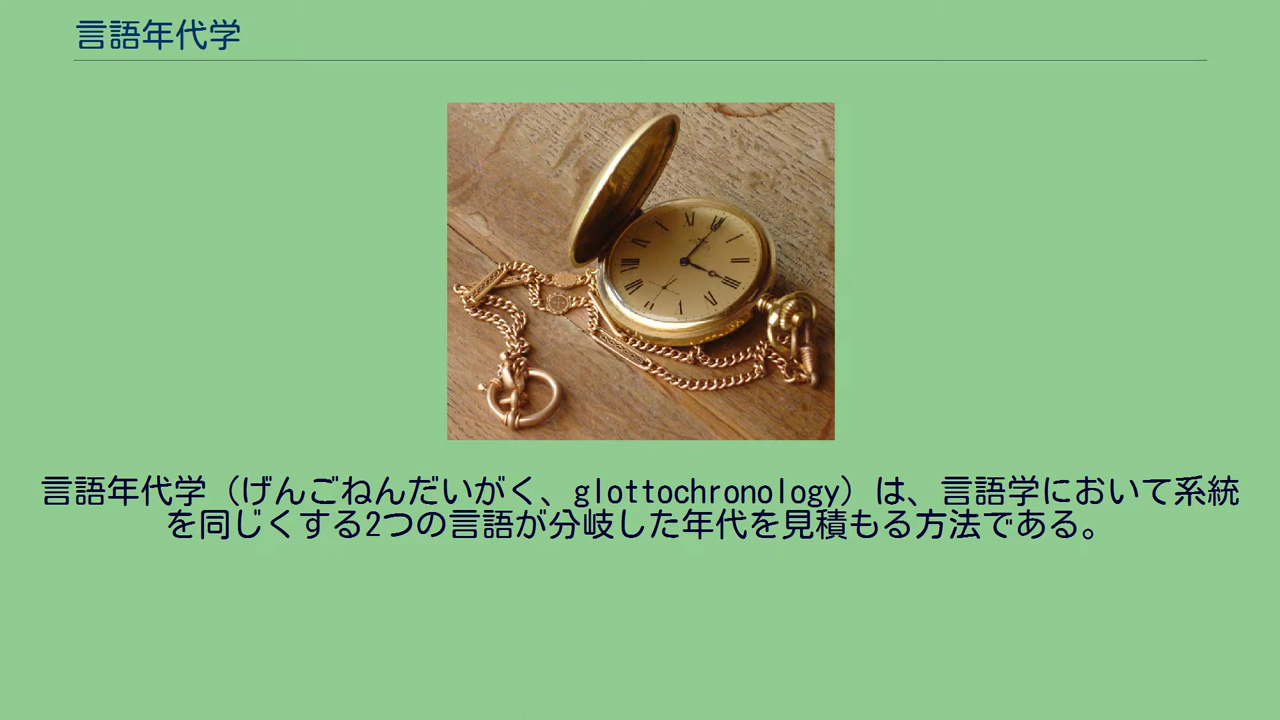 言語年代学
言語年代学（げんごねんだいがく、glottochronology）は、言語学において系統
を同じくする2つの言語が分岐した年代を見積もる方法である。